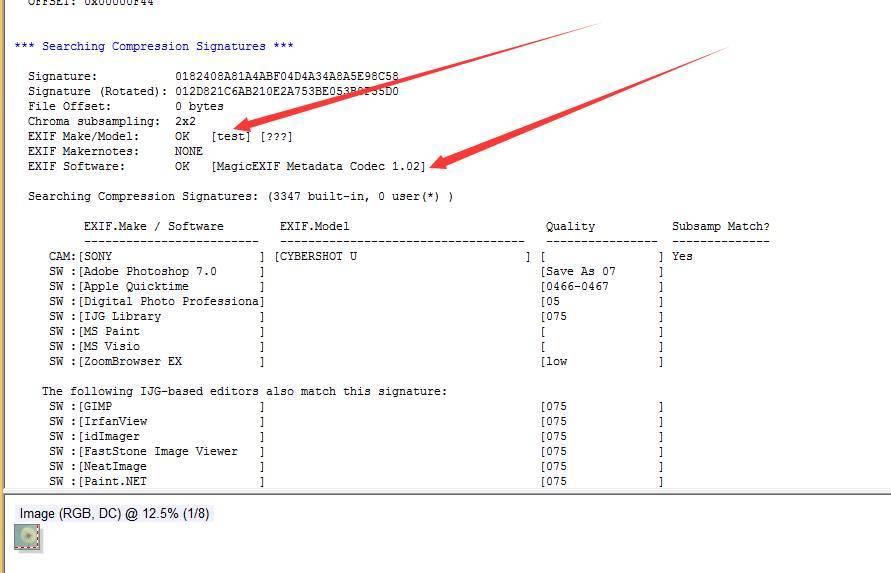 OFFSET: 0x00000F44
*** Searching Compression Signatures ***
Signature: 0182408A81A4ABF04D4A34A8A5E98C58
Signature (Rotated): 012D821C6AB210E2A753BE053B8F35D0
File Offset: 0 bytes
Chroma subsampling: 2x2
EXIF Make/Model: OK [test] [???]
EXIF Makernotes: NONE
EXIF Software: OK [MagicEXIF Metadata Codec 1.02]
Searching Compression Signatures: (3347 built-in, 0 user(*) )
EXIF.Make / Software EXIF.Model Quality Subsamp Match?
------------------------- ----------------------------------- ---------------- --------------
CAM:[SONY ] [CYBERSHOT U ] [ ] Yes
SW :[Adobe Photoshop 7.0 ] [Save As 07 ]
SW :[Apple Quicktime ] [0466-0467 ]
SW :[Digital Photo Professiona] [05 ]
SW :[IJG Library ] [075 ]
SW :[MS Paint ] [ ]
SW :[MS Visio ] [ ]
SW :[ZoomBrowser EX ] [low ]
The following IJG-based editors also match this signature:
SW :[GIMP ] [075 ]
SW :[IrfanView ] [075 ]
SW :[idImager ] [075 ]
SW :[FastStone Image Viewer ] [075 ]
SW :[NeatImage ] [075 ]
SW :[Paint.NET ] [075 ]
Image (RGB, DC) @ 12.5% (1/8)